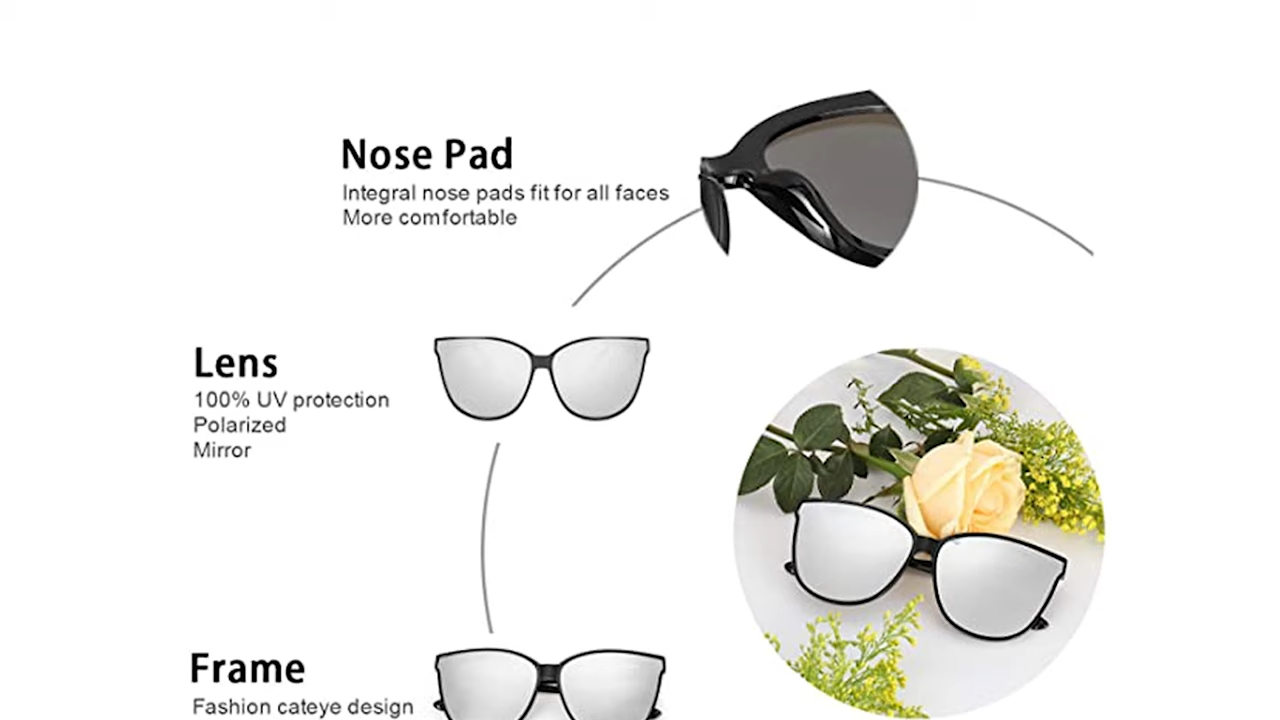 Nose Pad
Integral nose pads fit for all faces
More comfortable
Lens
100% UV protection
Polarized
Mirror
Frame
Fashion cateye design